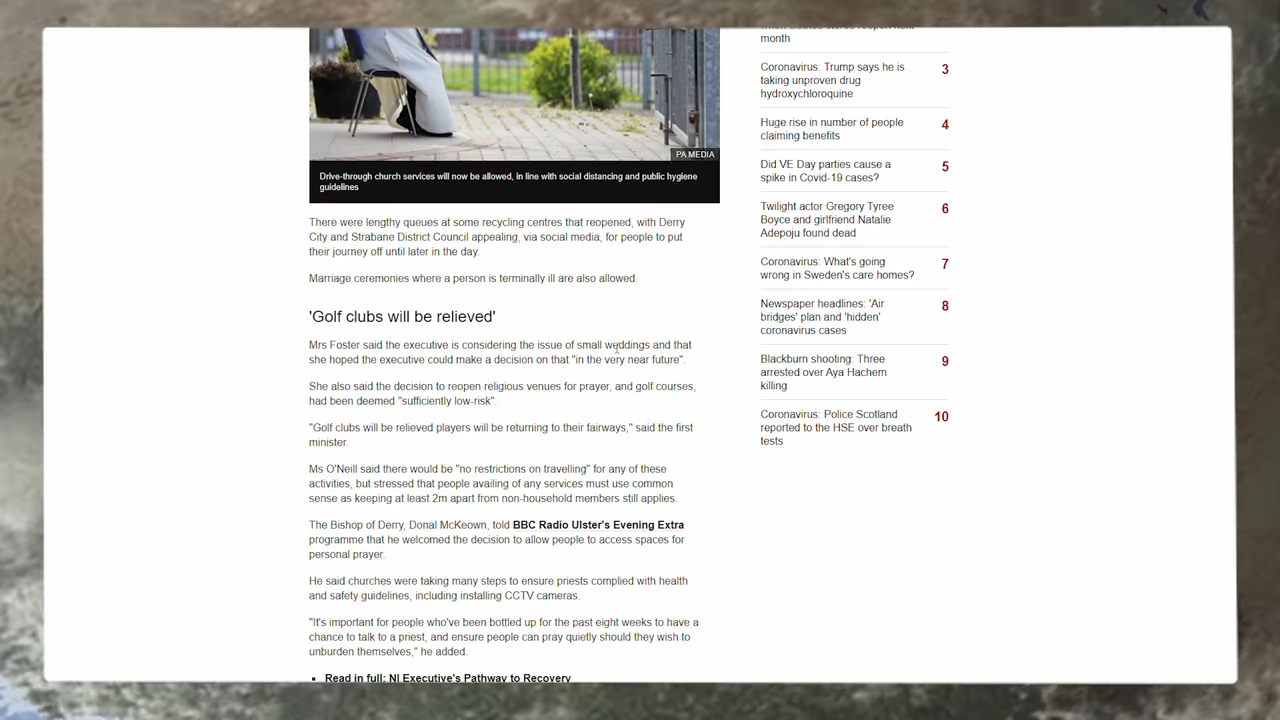 PA MEDIA
Drive-through church services will now be allowed, in line with social distancing and public hygiene
guidelines
There were lengthy queues at some recycling centres that reopened, with Derry
City and Strabane District Council appealing, via social media, for people to put
their journey off until later in the day.
Marriage ceremonies where a person is terminally ill are also allowed.
'Golf clubs will be relieved'
Mrs Foster said the executive is considering the issue of small weddings and that
she hoped the executive could make a decision on that "in the very near future".
She also said the decision to reopen religious venues for prayer, and golf courses,
had been deemed "sufficiently low-risk".
"Golf clubs will be relieved players will be returning to their fairways," said the first
minister.
Ms O'Neill said there would be "no restrictions on travelling" for any of these
activities, but stressed that people availing of any services must use common
sense as keeping at least 2m apart from non-household members still applies.
The Bishop of Derry, Donal McKeown, told BBC Radio Ulster's Evening Extra
programme that he welcomed the decision to allow people to access spaces for
personal prayer.
He said churches were taking many steps to ensure priests complied with health
and safety guidelines, including installing CCTV cameras.
"It's important for people who've been bottled up for the past eight weeks to have a
chance to talk to a priest, and ensure people can pray quietly should they wish to
unburden themselves," he added.
Read in full: NI Executive's Pathway to Recovery
month
Coronavirus: Trump says he is 3
taking unproven drug
hydroxychloroquine
Huge rise in number of people 4
claiming benefits
Did VE Day parties cause a 5
spike in Covid-19 cases?
Twilight actor Gregory Tyree 6
Boyce and girlfriend Natalie
Adepoju found dead
Coronavirus: What's going 7
wrong in Sweden's care homes?
Newspaper headlines: 'Air 8
bridges' plan and 'hidden'
coronavirus cases
Blackburn shooting: Three 9
arrested over Aya Hachem
killing
Coronavirus: Police Scotland 10
reported to the HSE over breath
tests